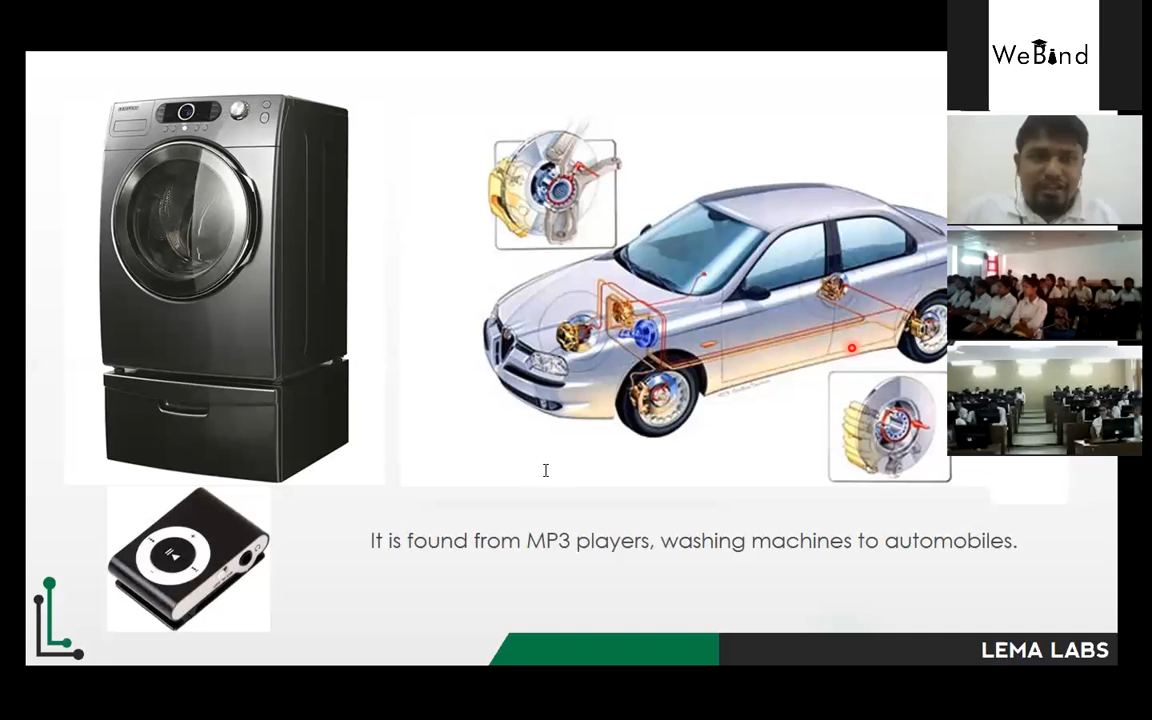 WeBind
It is found from MP3 players, washing machines to automobiles.
LEMA LABS